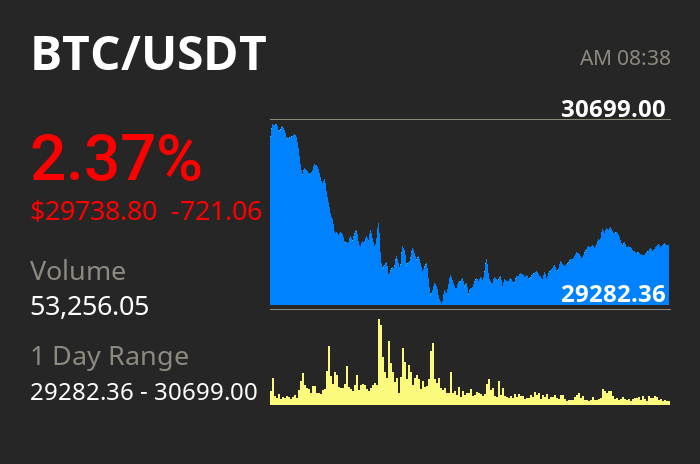 BTC/USDT
AM 08:38
30699.00
2.37%
$29738.80 -721.06
Volume
53,256.05
29282.36
1 Day Range
29282.36 - 30699.00